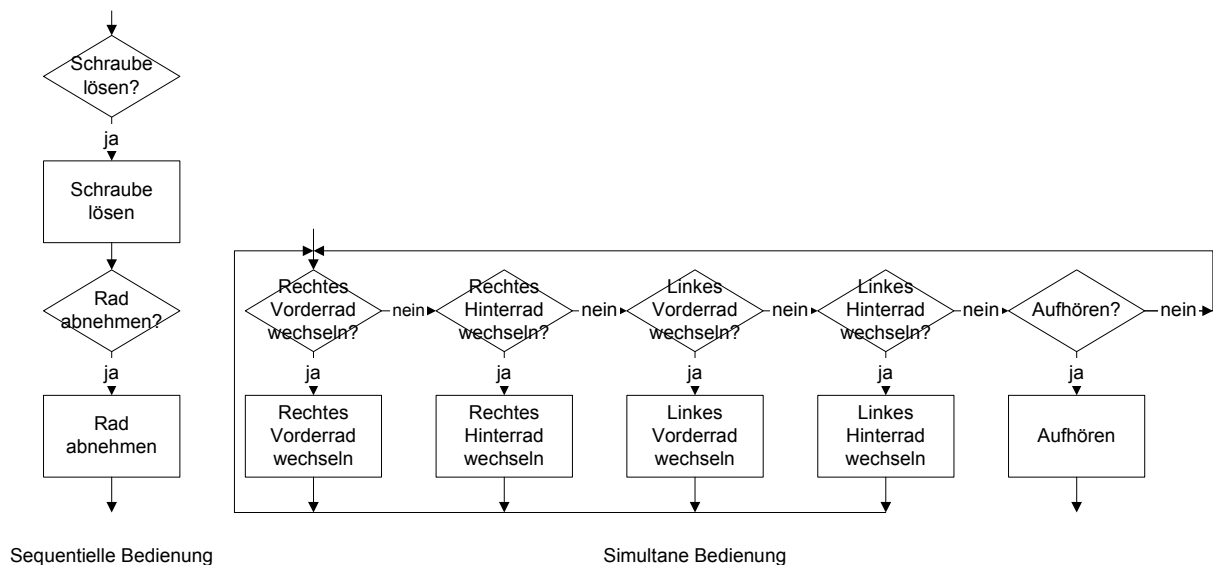 Schraube
lösen?
ja
Schraube
lösen
Rad
abnehmen?
ja
Rad
abnehmen
Sequentielle Bedienung
Rechtes
Vorderrad
wechseln?
nein
Rechtes
Hinterrad
wechseln?
nein
Linkes
Vorderrad
wechseln?
nein
Linkes
Hinterrad
wechseln?
nein
Aufhören?
nein
ja
ja
ja
ja
ja
Rechtes
Vorderrad
wechseln
Rechtes
Hinterrad
wechseln
Linkes
Vorderrad
wechseln
Linkes
Hinterrad
wechseln
Aufhören
Simultane Bedienung